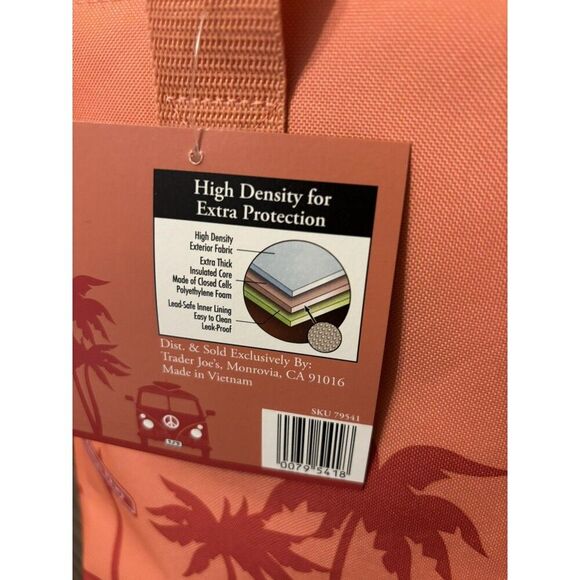 High Density for
Extra Protection
High Density
Exterior Fabric
Extra Thick
Insulated Core
Made of Closed Cells
Polyethylene Foam
Lead-Safe Inner Lining
Easy to Clean
Leak-Proof
Dist. & Sold Exclusively By:
Trader Joe's, Monrovia, CA 91016
Made in Vietnam
SKU 79541
0079 5418